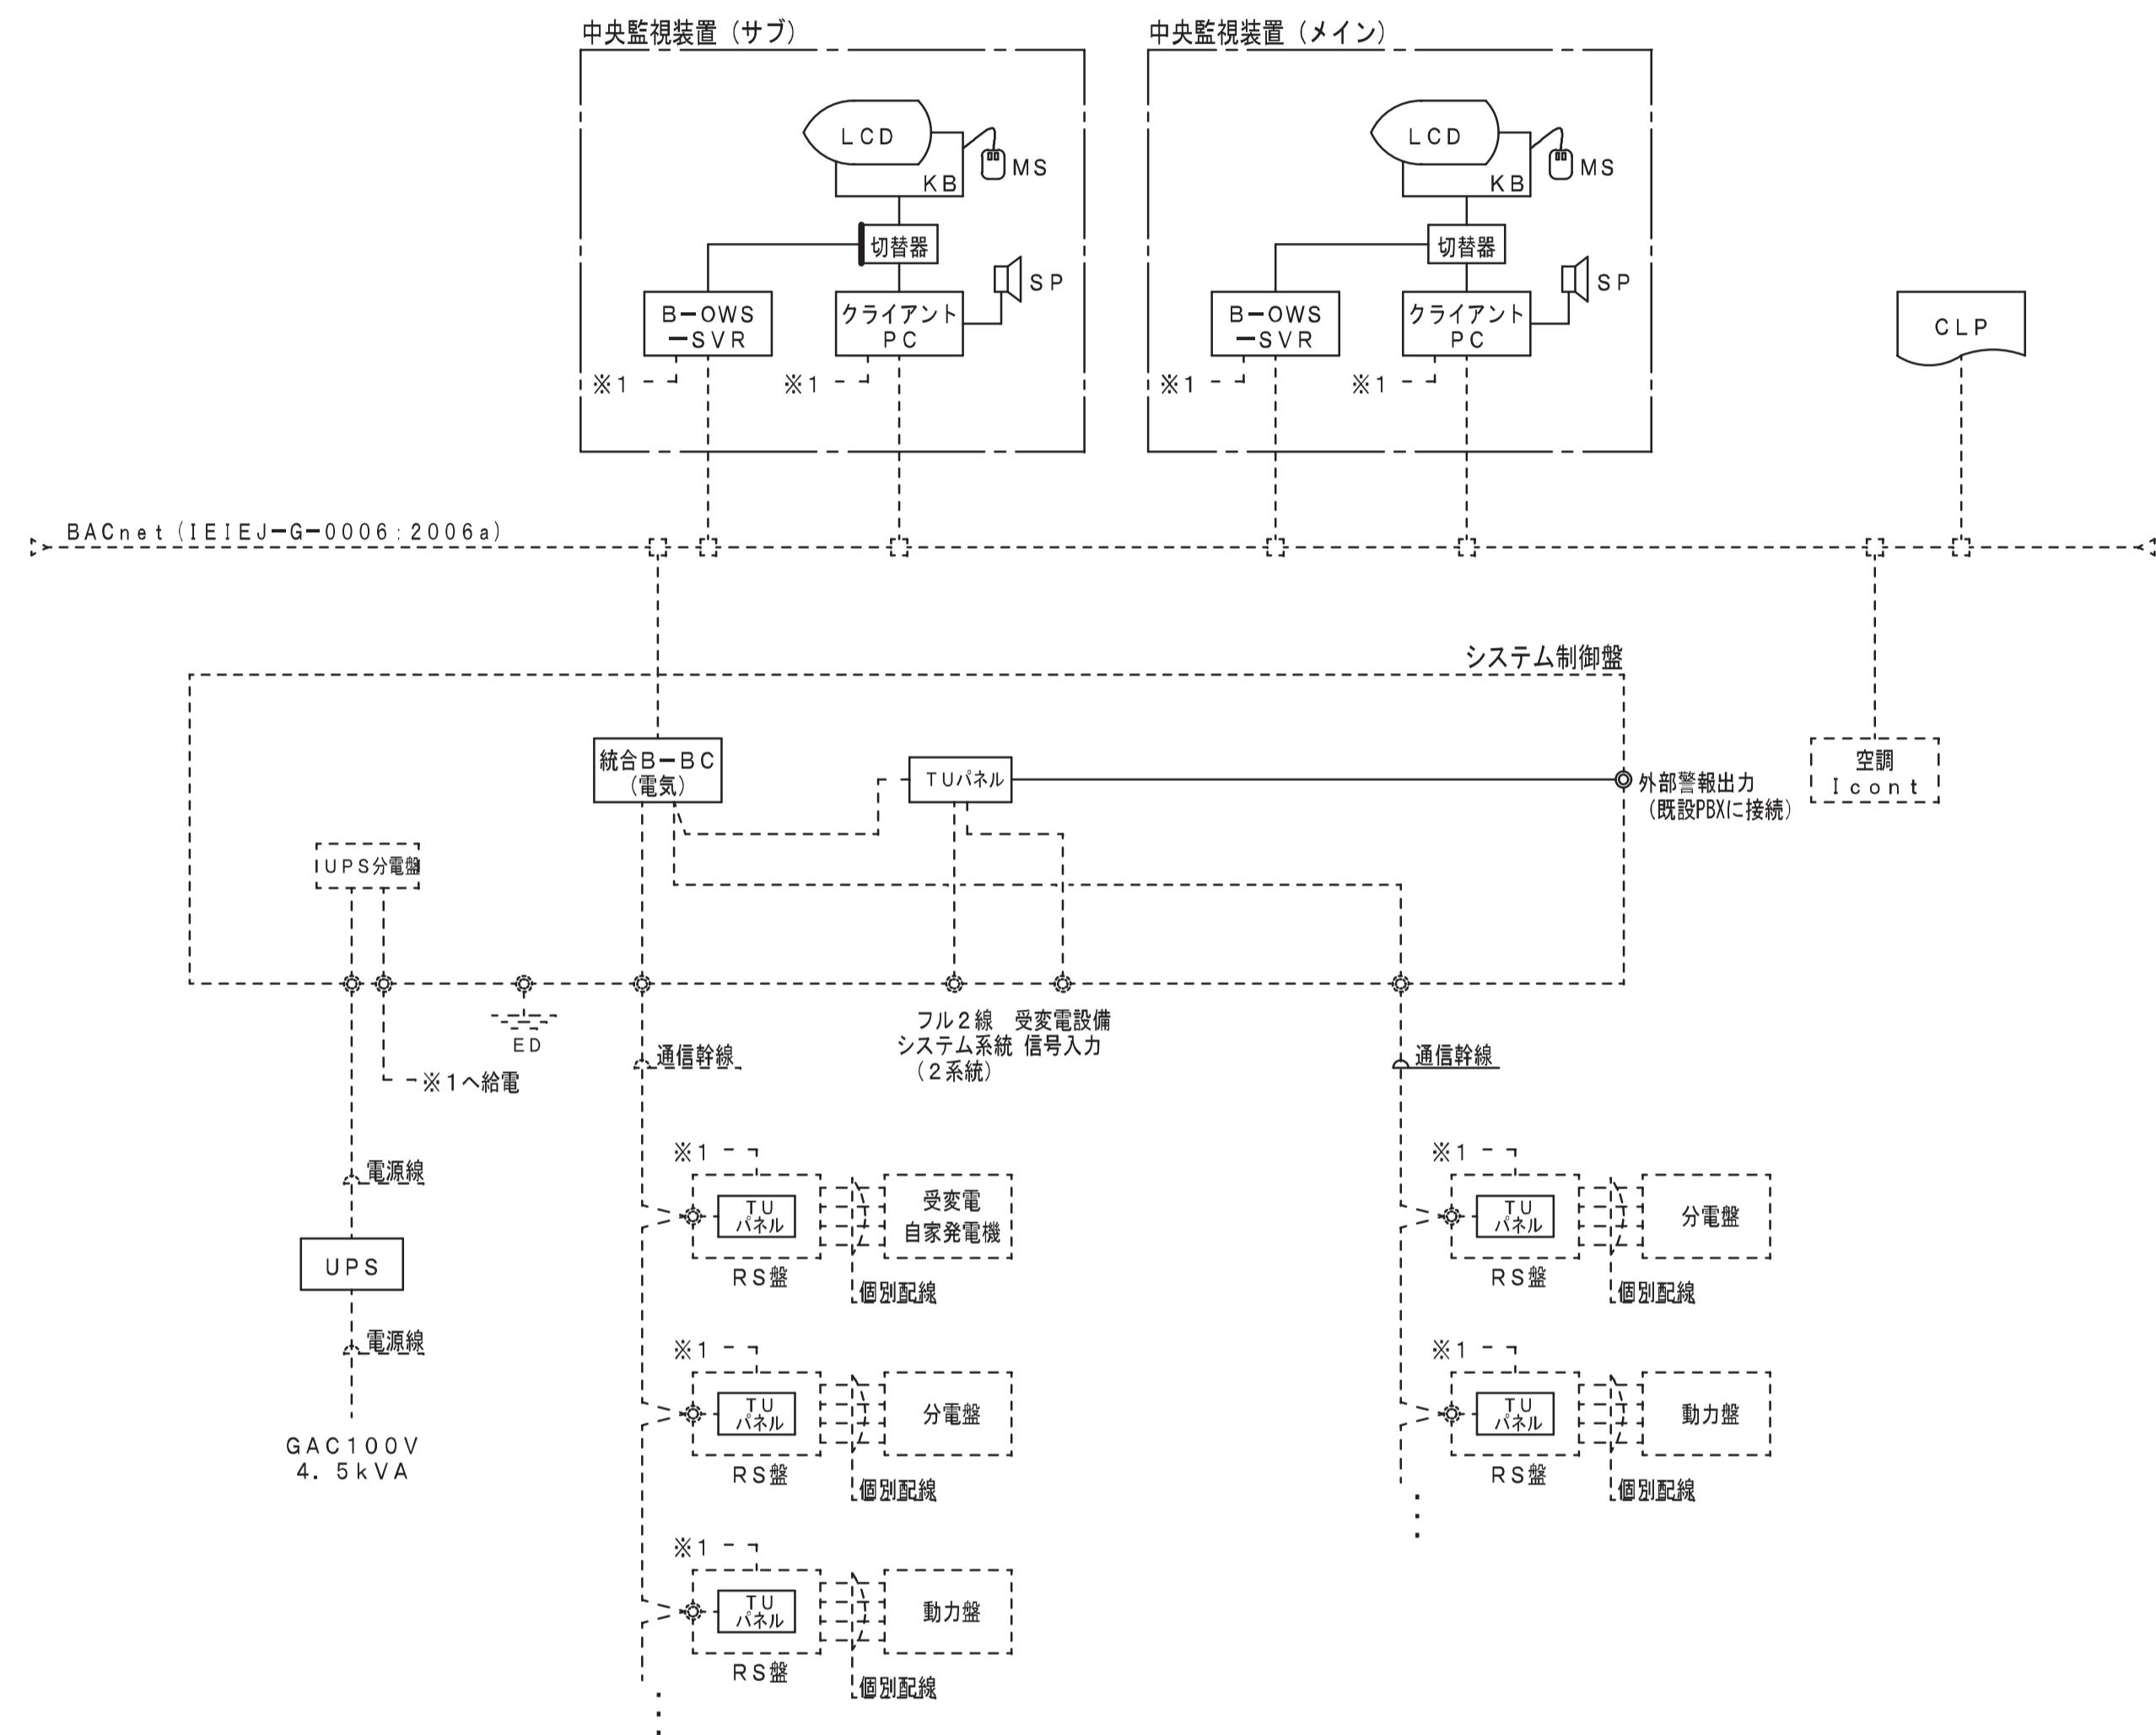 中央監視装置（サブ）
中央監視装置（メイン）
ＬＣＤ
ＭＳ
ＫＢ
切替器
ＳＰ
Ｂ－ＯＷＳ
－ＳＶＲ
クライアント
ＰＣ
※１
※１
ＬＣＤ
ＭＳ
ＫＢ
切替器
ＳＰ
Ｂ－ＯＷＳ
－ＳＶＲ
クライアント
ＰＣ
※１
※１
ＣＬＰ
ＢＡＣｎｅｔ（ＩＥＩＥＪ－Ｇ－０００６：２００６ａ）
システム制御盤
統合Ｂ－ＢＣ
（電気）
ＴＵパネル
外部警報出力
（既設PBXに接続）
空調
Ｉｃｏｎｔ
ＵＰＳ分電盤
ＥＤ
※１へ給電
フル２線
システム系統
（２系統）
受変電設備
信号入力
通信幹線
通信幹線
電源線
ＵＰＳ
電源線
ＧＡＣ１００Ｖ
４．５ｋＶＡ
※１
ＴＵ
パネル
ＲＳ盤
受変電
自家発電機
個別配線
※１
ＴＵ
パネル
ＲＳ盤
分電盤
個別配線
※１
ＴＵ
パネル
ＲＳ盤
動力盤
個別配線
※１
ＴＵ
パネル
ＲＳ盤
分電盤
個別配線
※１
ＴＵ
パネル
ＲＳ盤
動力盤
個別配線